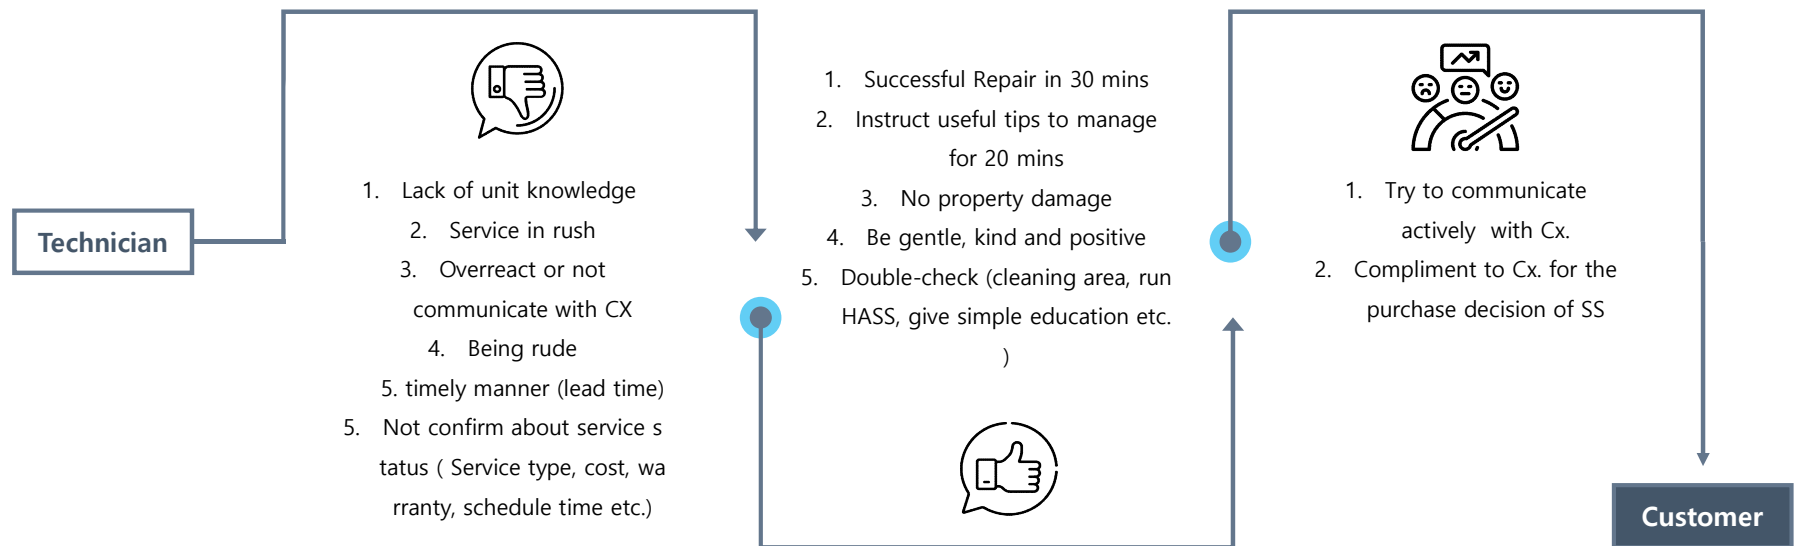 Technician
1. Lack of unit knowledge
2. Service in rush
3. Overreact or not
communicate with CX
4. Being rude
5. timely manner (lead time)
5. Not confirm about service s
tatus ( Service type, cost, wa
rranty, schedule time etc.)
1. Successful Repair in 30 mins
2. Instruct useful tips to manage
for 20 mins
3. No property damage
4. Be gentle, kind and positive
5. Double-check (cleaning area, run
HASS, give simple education etc.
)
1. Try to communicate
actively with Cx.
2. Compliment to Cx. for the
purchase decision of SS
Customer